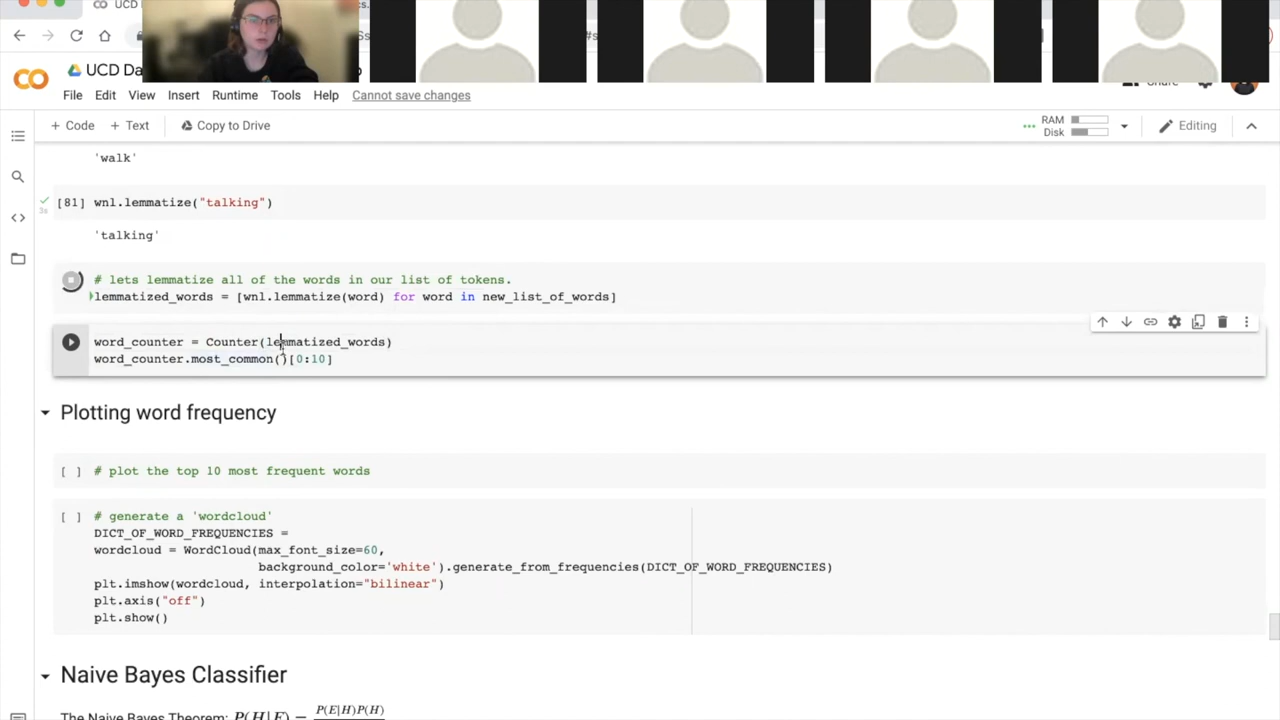 UCD
UCD Da
File Edit View Insert Runtime Tools Help Cannot save changes
+ Code + Text Copy to Drive
RAM
Disk
Editing
'walk'
[81] wnl.lemmatize("talking")
3s
'talking'
# lets lemmatize all of the words in our list of tokens.
lemmatized_words = [wnl.lemmatize(word) for word in new_list_of_words]
word_counter = Counter(lemmatized_words)
word_counter.most_common()[0:10]
Plotting word frequency
[ ] # plot the top 10 most frequent words
[ ] # generate a 'wordcloud'
DICT_OF_WORD_FREQUENCIES =
wordcloud = WordCloud(max_font_size=60,
background_color='white').generate_from_frequencies(DICT_OF_WORD_FREQUENCIES)
plt.imshow(wordcloud, interpolation="bilinear")
plt.axis("off")
plt.show()
Naive Bayes Classifier
The Naive Bayes Theorem: P(H|E) = P(E|H)P(H)